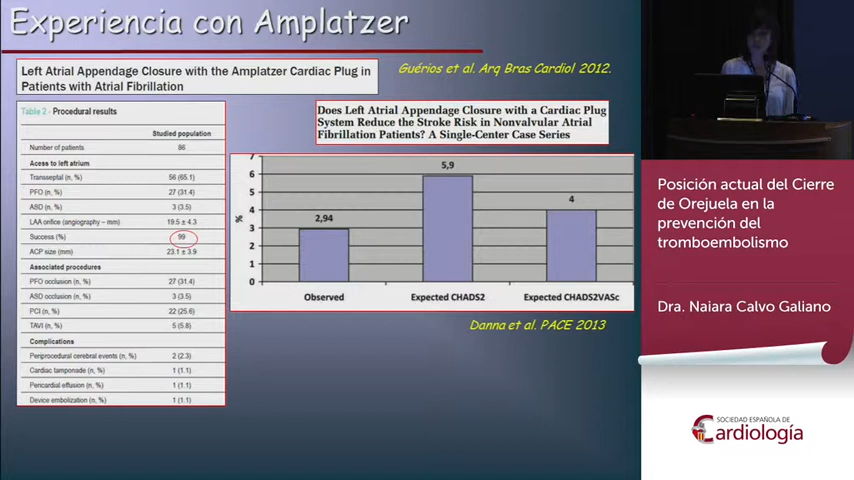 Experiencia con Amplatzer
Left Atrial Appendage Closure with the Amplatzer Cardiac Plug in
Patients with Atrial Fibrillation
Guérios et al. Arq Bras Cardiol 2012.
Table 2 - Procedural results
Studied population
Number of patients 86
Acess to left atrium
Transseptal (n, %) 56 (65.1)
PFO (n, %) 27 (31.4)
ASD (n, %) 3 (3.5)
LAA orifice (angiography – mm) 19.5 ± 4.3
Success (%) 99
ACP size (mm) 23.1 ± 3.9
Associated procedures
PFO occlusion (n, %) 27 (31.4)
ASD occlusion (n, %) 3 (3.5)
PCI (n, %) 22 (25.6)
TAVI (n, %) 5 (5.8)
Complications
Periprocedural cerebral events (n, %) 2 (2.3)
Cardiac tamponade (n, %) 1 (1.1)
Pericardial effusion (n, %) 1 (1.1)
Device embolization (n, %) 1 (1.1)
Does Left Atrial Appendage Closure with a Cardiac Plug
System Reduce the Stroke Risk in Nonvalvular Atrial
Fibrillation Patients? A Single-Center Case Series
%
7
6
5
4
3
2
1
0
2,94
5,9
4
Observed
Expected CHADS2
Expected CHADS2VASc
Danna et al. PACE 2013
Posición actual del Cierre
de Orejuela en la
prevención del
tromboembolismo
Dra. Naiara Calvo Galiano
SOCIEDAD ESPAÑOLA DE
Cardiología